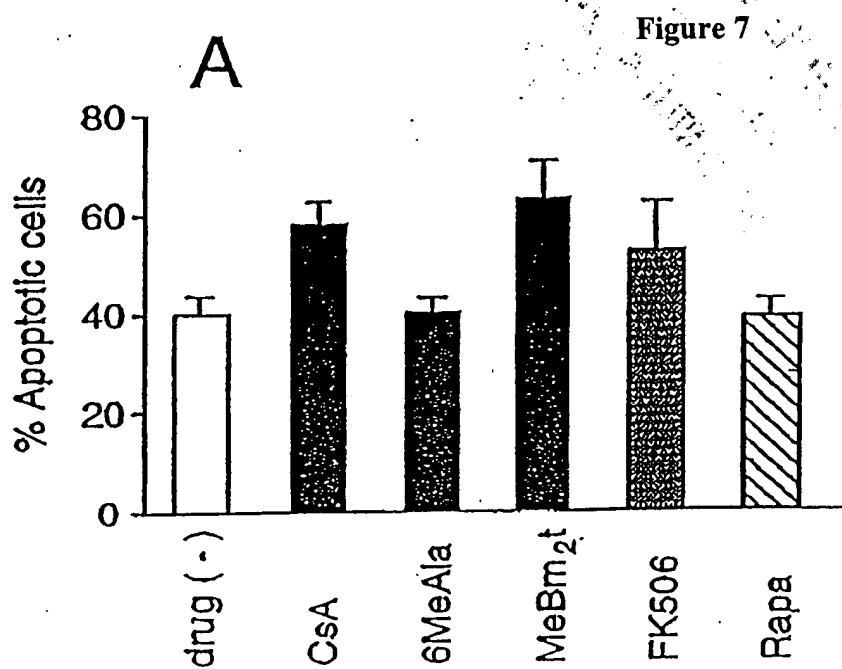 Figure 7
A
% Apoptotic cells
80
60
40
20
0
drug (-)
CsA
6MeAla
MeBm₂t
FK506
Rapa